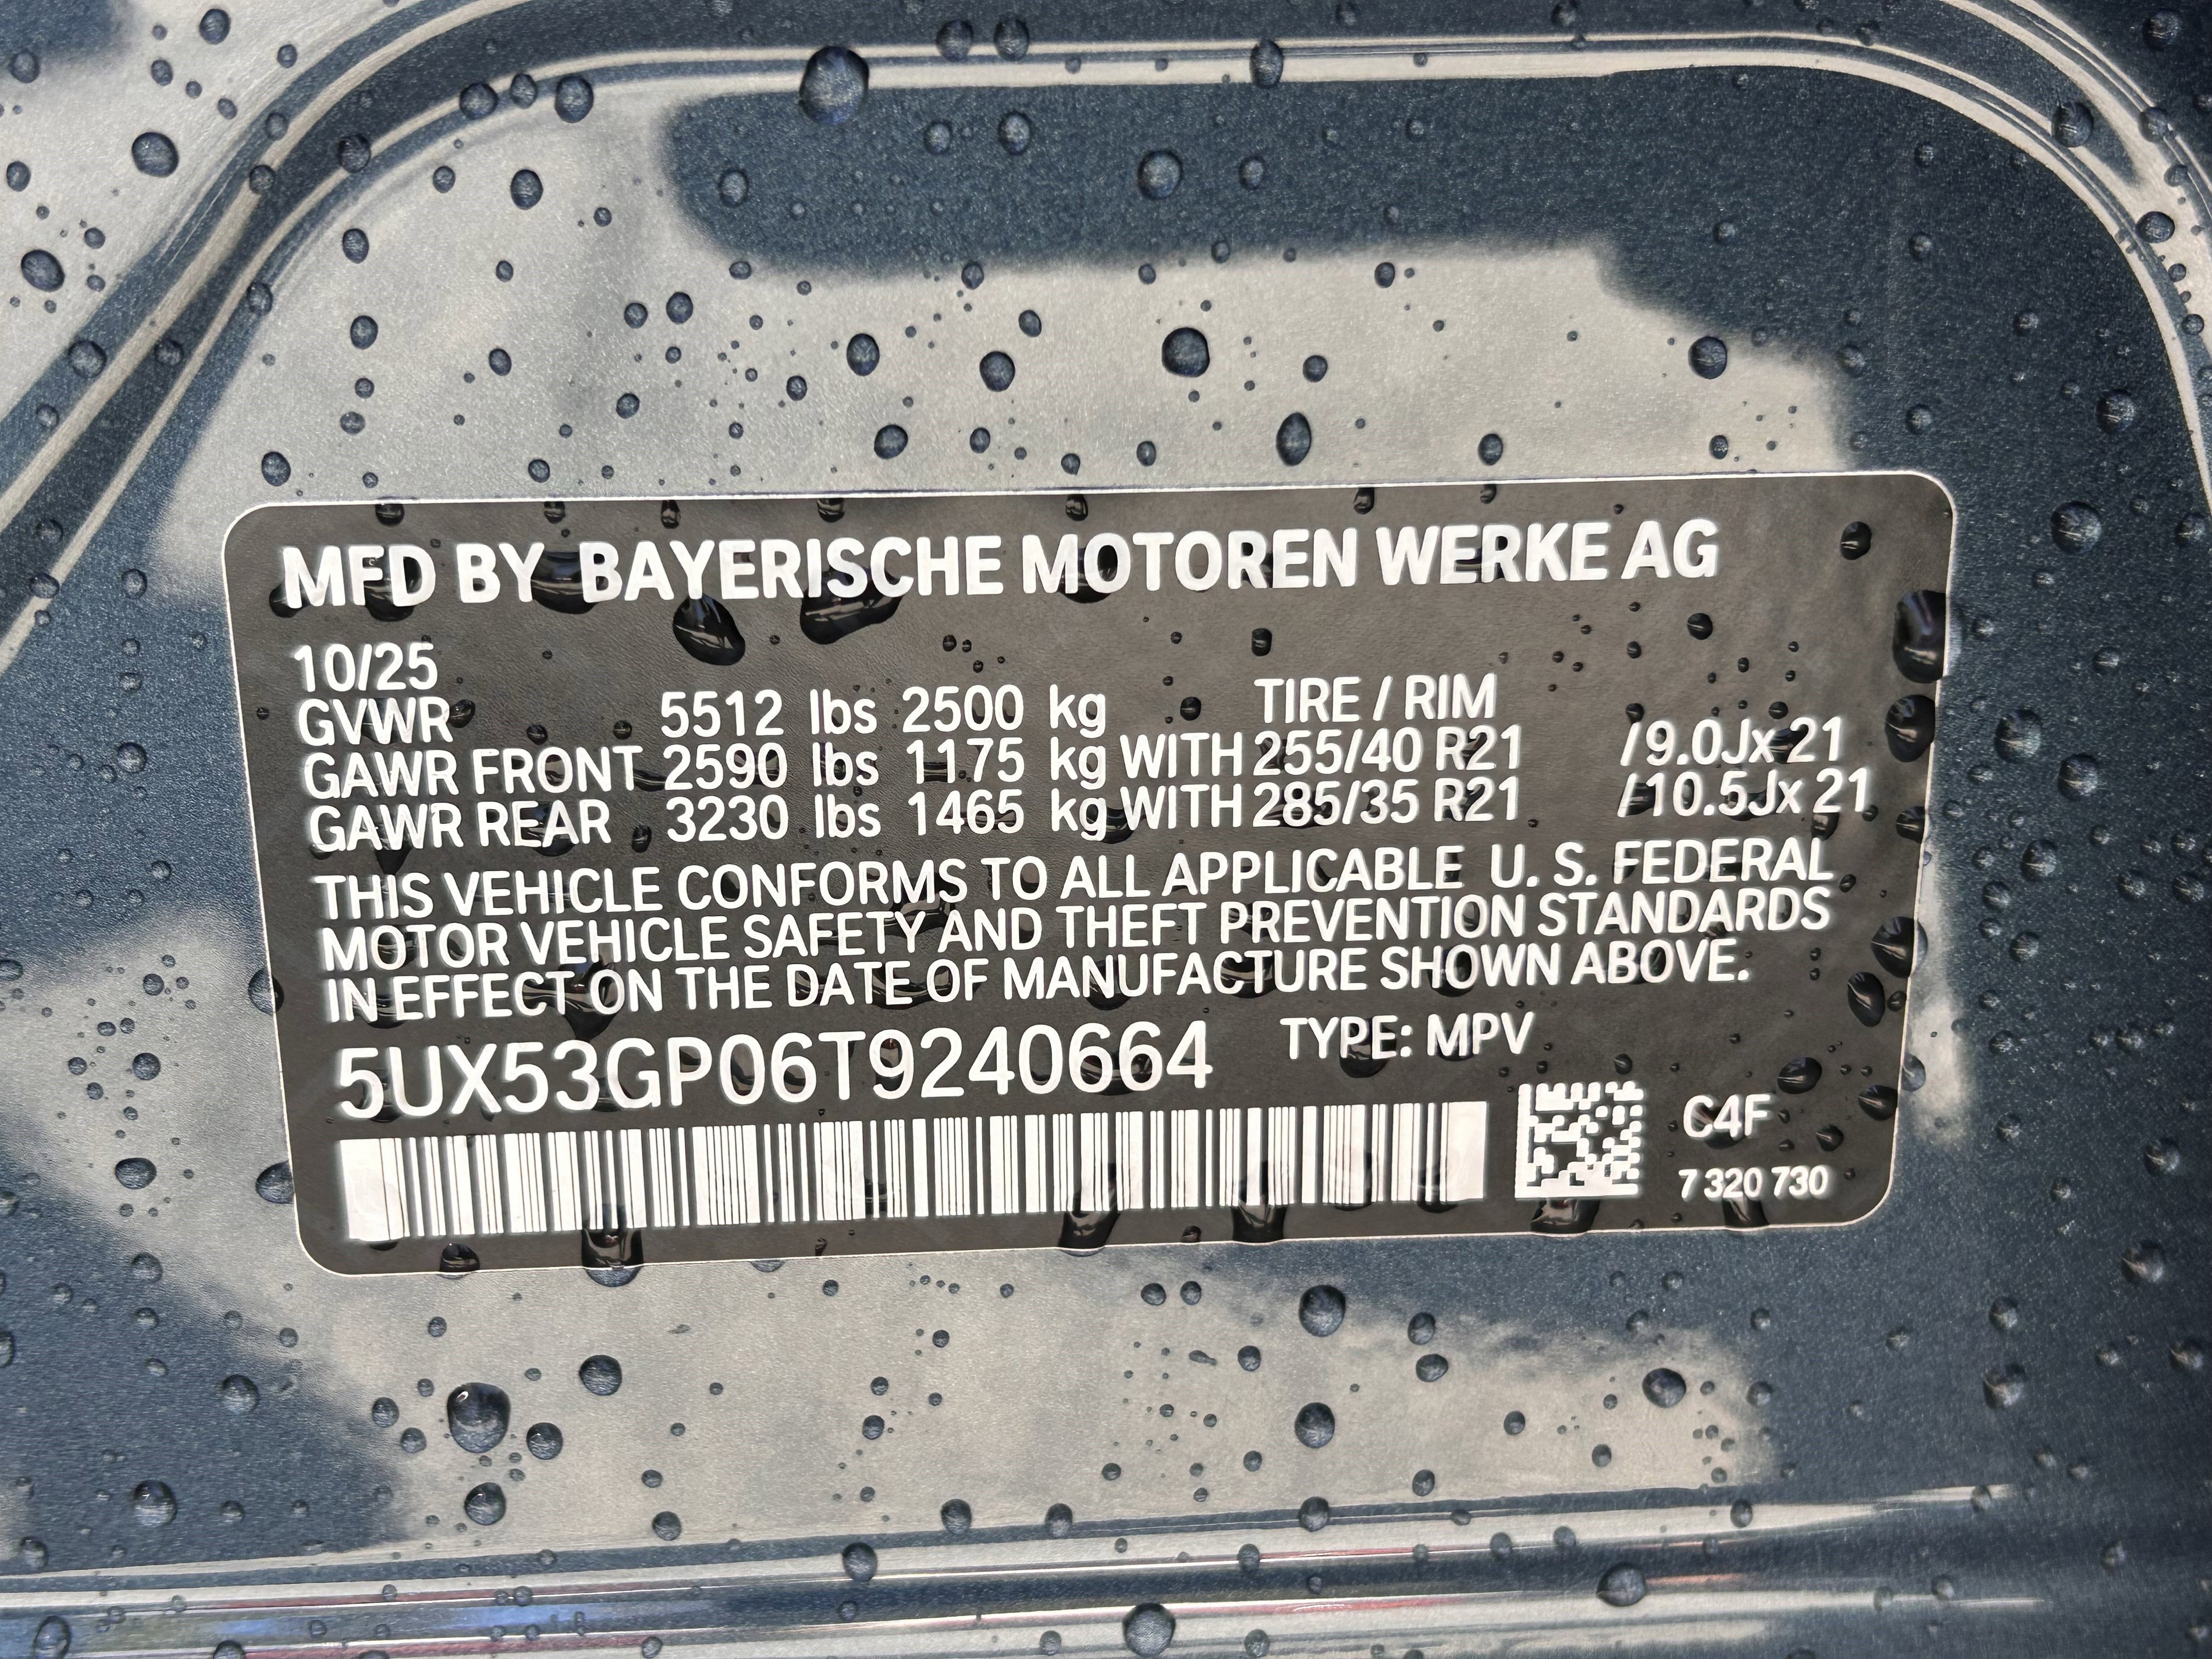 MFD BY BAYERISCHE MOTOREN WERKE AG
10/25
GVWR 5512 lbs 2500 kg TIRE / RIM
GAWR FRONT 2590 lbs 1175 kg WITH 255/40 R21 /9.0Jx 21
GAWR REAR 3230 lbs 1465 kg WITH 285/35 R21 /10.5Jx 21
THIS VEHICLE CONFORMS TO ALL APPLICABLE U. S. FEDERAL
MOTOR VEHICLE SAFETY AND THEFT PREVENTION STANDARDS
IN EFFECT ON THE DATE OF MANUFACTURE SHOWN ABOVE.
5UX53GP06T9240664 TYPE: MPV
C4F
7 320 730